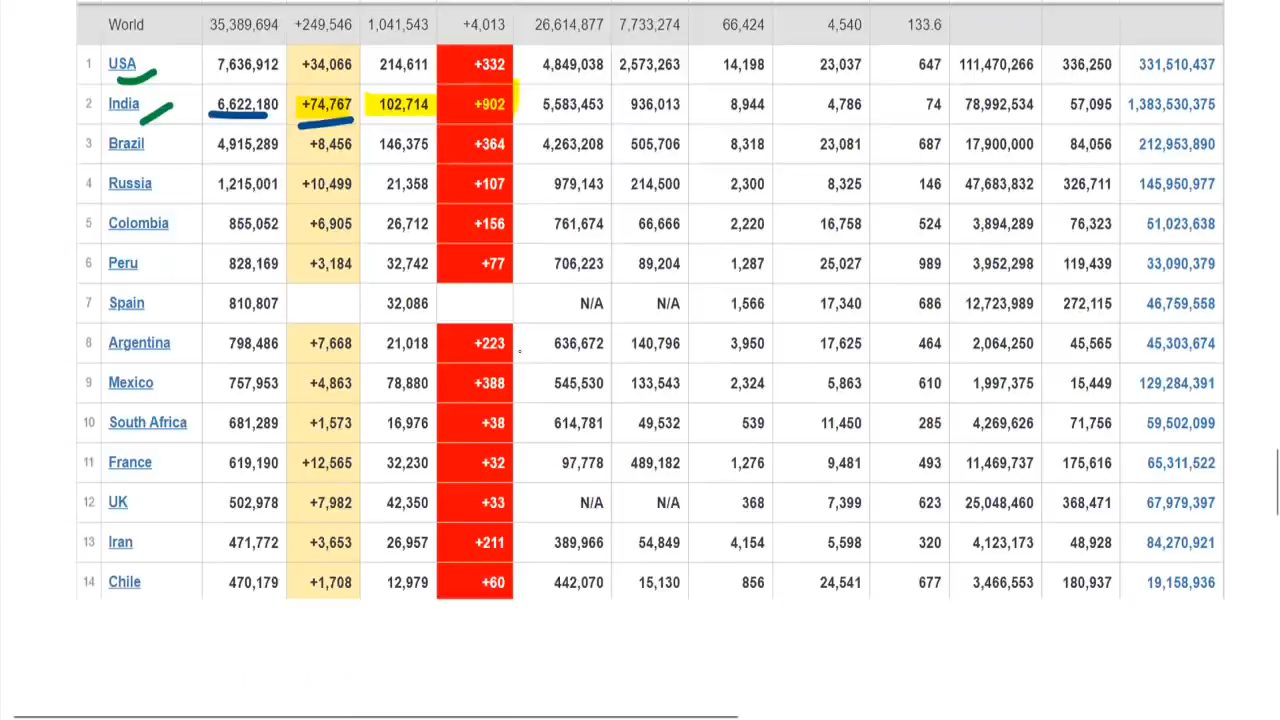 World 35,389,694 +249,546 1,041,543 +4,013 26,614,877 7,733,274 66,424 4,540 133.6
1 USA 7,636,912 +34,066 214,611 +332 4,849,038 2,573,263 14,198 23,037 647 111,470,266 336,250 331,510,437
2 India 6,622,180 +74,767 102,714 +902 5,583,453 936,013 8,944 4,786 74 78,992,534 57,095 1,383,530,375
3 Brazil 4,915,289 +8,456 146,375 +364 4,263,208 505,706 8,318 23,081 687 17,900,000 84,056 212,953,890
4 Russia 1,215,001 +10,499 21,358 +107 979,143 214,500 2,300 8,325 146 47,683,832 326,711 145,950,977
5 Colombia 855,052 +6,905 26,712 +156 761,674 66,666 2,220 16,758 524 3,894,289 76,323 51,023,638
6 Peru 828,169 +3,184 32,742 +77 706,223 89,204 1,287 25,027 989 3,952,298 119,439 33,090,379
7 Spain 810,807 32,086 N/A N/A 1,566 17,340 686 12,723,989 272,115 46,759,558
8 Argentina 798,486 +7,668 21,018 +223 636,672 140,796 3,950 17,625 464 2,064,250 45,565 45,303,674
9 Mexico 757,953 +4,863 78,880 +388 545,530 133,543 2,324 5,863 610 1,997,375 15,449 129,284,391
10 South Africa 681,289 +1,573 16,976 +38 614,781 49,532 539 11,450 285 4,269,626 71,756 59,502,099
11 France 619,190 +12,565 32,230 +32 97,778 489,182 1,276 9,481 493 11,469,737 175,616 65,311,522
12 UK 502,978 +7,982 42,350 +33 N/A N/A 368 7,399 623 25,048,460 368,471 67,979,397
13 Iran 471,772 +3,653 26,957 +211 389,966 54,849 4,154 5,598 320 4,123,173 48,928 84,270,921
14 Chile 470,179 +1,708 12,979 +60 442,070 15,130 856 24,541 677 3,466,553 180,937 19,158,936